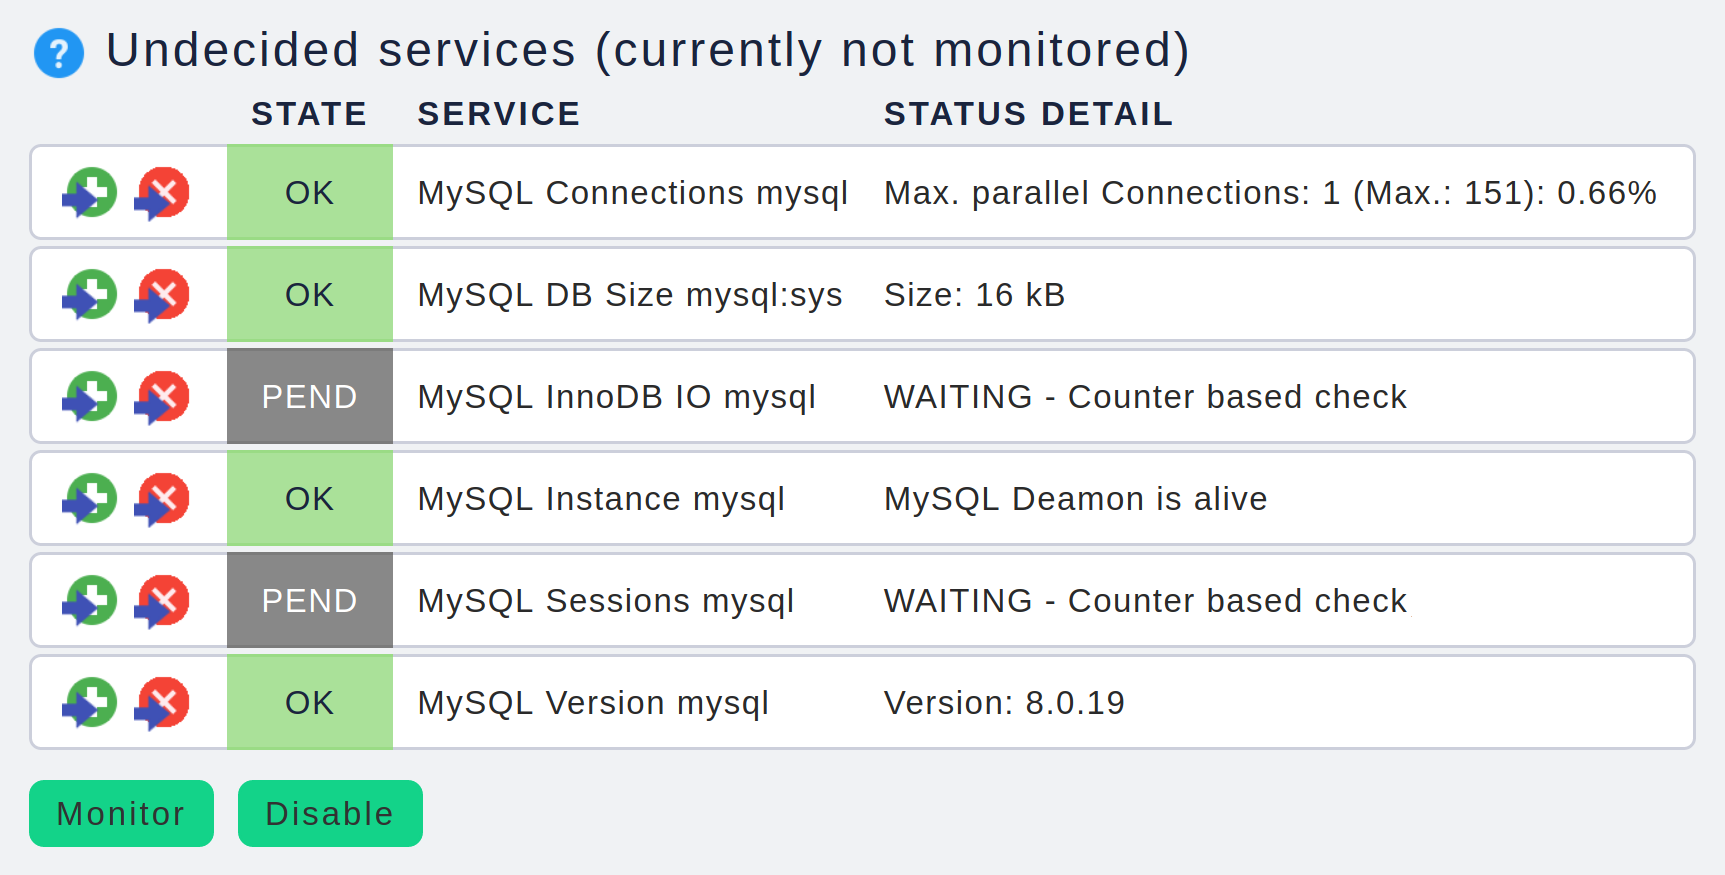 ? Undecided services (currently not monitored)
STATE SERVICE STATUS DETAIL
OK MySQL Connections mysql Max. parallel Connections: 1 (Max.: 151): 0.66%
OK MySQL DB Size mysql:sys Size: 16 kB
PEND MySQL InnoDB IO mysql WAITING - Counter based check
OK MySQL Instance mysql MySQL Deamon is alive
PEND MySQL Sessions mysql WAITING - Counter based check
OK MySQL Version mysql Version: 8.0.19
Monitor Disable